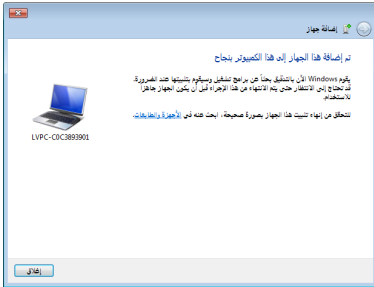 إضافة جهاز
تم إضافة هذا الجهاز إلى هذا الكمبيوتر بنجاح
يقوم Windows الآن بالتدقيق بحثاً عن برامج تشغيل وسيقوم بتثبيتها عند الضرورة.
قد تحتاج إلى الانتظار حتى يتم الانتهاء من هذا الإجراء قبل أن يكون الجهاز جاهزاً
للاستخدام.
للتحقق من إنهاء تثبيت هذا الجهاز بصورة صحيحة، ابحث عنه في الأجهزة والطابعات.
LVPC-C0C3893901
إغلاق